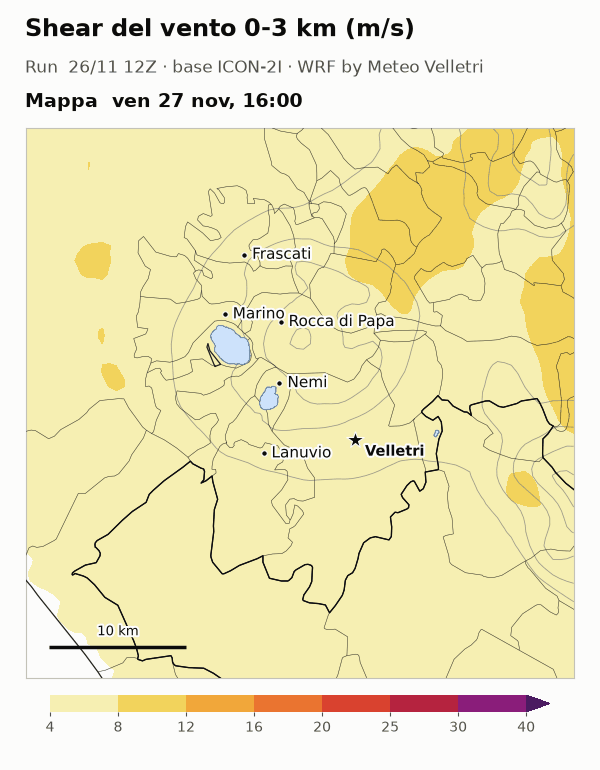 Shear del vento 0-3 km (m/s)
Run  26/11 12Z · base ICON-2I · WRF by Meteo Velletri
Mappa  ven 27 nov, 16:00
Frascati
Marino
Rocca di Papa
Nemi
Velletri
Lanuvio
10 km
4 8 12 16 20 25 30 40